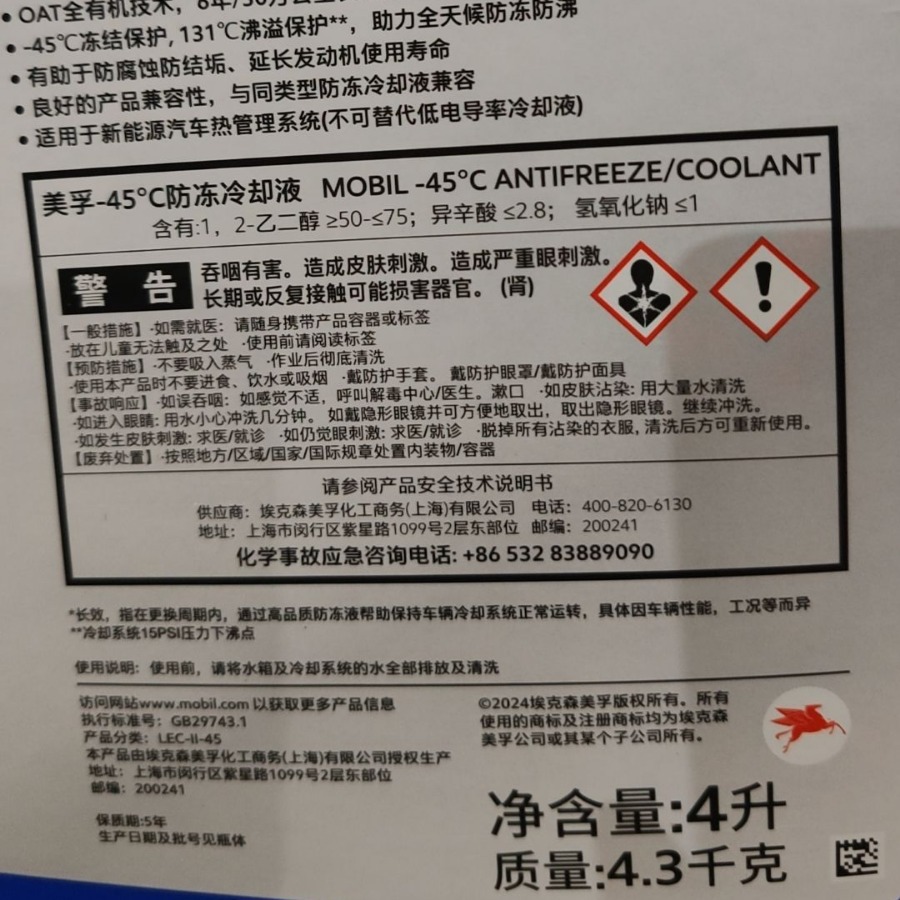 • OAT全有机技术，
• -45℃冻结保护, 131℃沸溢保护**，助力全天候防冻防沸
• 有助于防腐蚀防结垢、延长发动机使用寿命
• 良好的产品兼容性，与同类型防冻冷却液兼容
• 适用于新能源汽车热管理系统(不可替代低电导率冷却液)
美孚-45°C防冻冷却液 MOBIL -45°C ANTIFREEZE/COOLANT
含有:1，2-乙二醇 ≥50-≤75；异辛酸 ≤2.8； 氢氧化钠 ≤1
警 告
吞咽有害。造成皮肤刺激。造成严重眼刺激。
长期或反复接触可能损害器官。 (肾)
【一般措施】·如需就医：请随身携带产品容器或标签
·放在儿童无法触及之处 ·使用前请阅读标签
【预防措施】·不要吸入蒸气 ·作业后彻底清洗
·使用本产品时不要进食、饮水或吸烟 ·戴防护手套。 戴防护眼罩/戴防护面具
【事故响应】·如误吞咽: 如感觉不适，呼叫解毒中心/医生。漱口 ·如皮肤沾染: 用大量水清洗
·如进入眼睛: 用水小心冲洗几分钟。 如戴隐形眼镜并可方便地取出，取出隐形眼镜。继续冲洗。
·如发生皮肤刺激: 求医/就诊 ·如仍觉眼刺激: 求医/就诊 ·脱掉所有沾染的衣服, 清洗后方可重新使用。
【废弃处置】·按照地方/区域/国家/国际规章处置内装物/容器
请参阅产品安全技术说明书
供应商：埃克森美孚化工商务(上海)有限公司 电话：400-820-6130
地址：上海市闵行区紫星路1099号2层东部位 邮编：200241
化学事故应急咨询电话: +86 532 83889090
*长效，指在更换周期内，通过高品质防冻液帮助保持车辆冷却系统正常运转，具体因车辆性能，工况等而异
**冷却系统15PSI压力下沸点
使用说明：使用前，请将水箱及冷却系统的水全部排放及清洗
访问网站www.mobil.com 以获取更多产品信息
执行标准号：GB29743.1
产品分类：LEC-II-45
本产品由埃克森美孚化工商务(上海)有限公司授权生产
地址：上海市闵行区紫星路1099号2层东部位
邮编：200241
保质期:5年
生产日期及批号见瓶体
©2024埃克森美孚版权所有。所有
使用的商标及注册商标均为埃克森
美孚公司或其某个子公司所有。
净含量:4升
质量:4.3千克